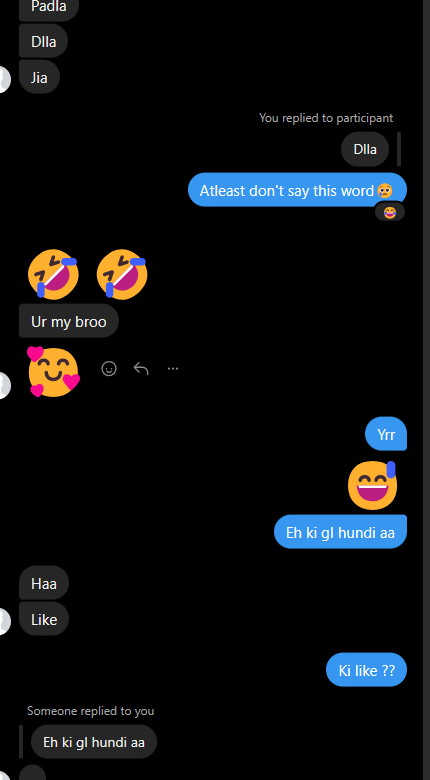 Padla
Dlla
Jia
You replied to participant
Dlla
Atleast don't say this word😢
😂
🤣 🤣
Ur my broo
🥰
Yrr
😅
Eh ki gl hundi aa
Haa
Like
Ki like ??
Someone replied to you
Eh ki gl hundi aa